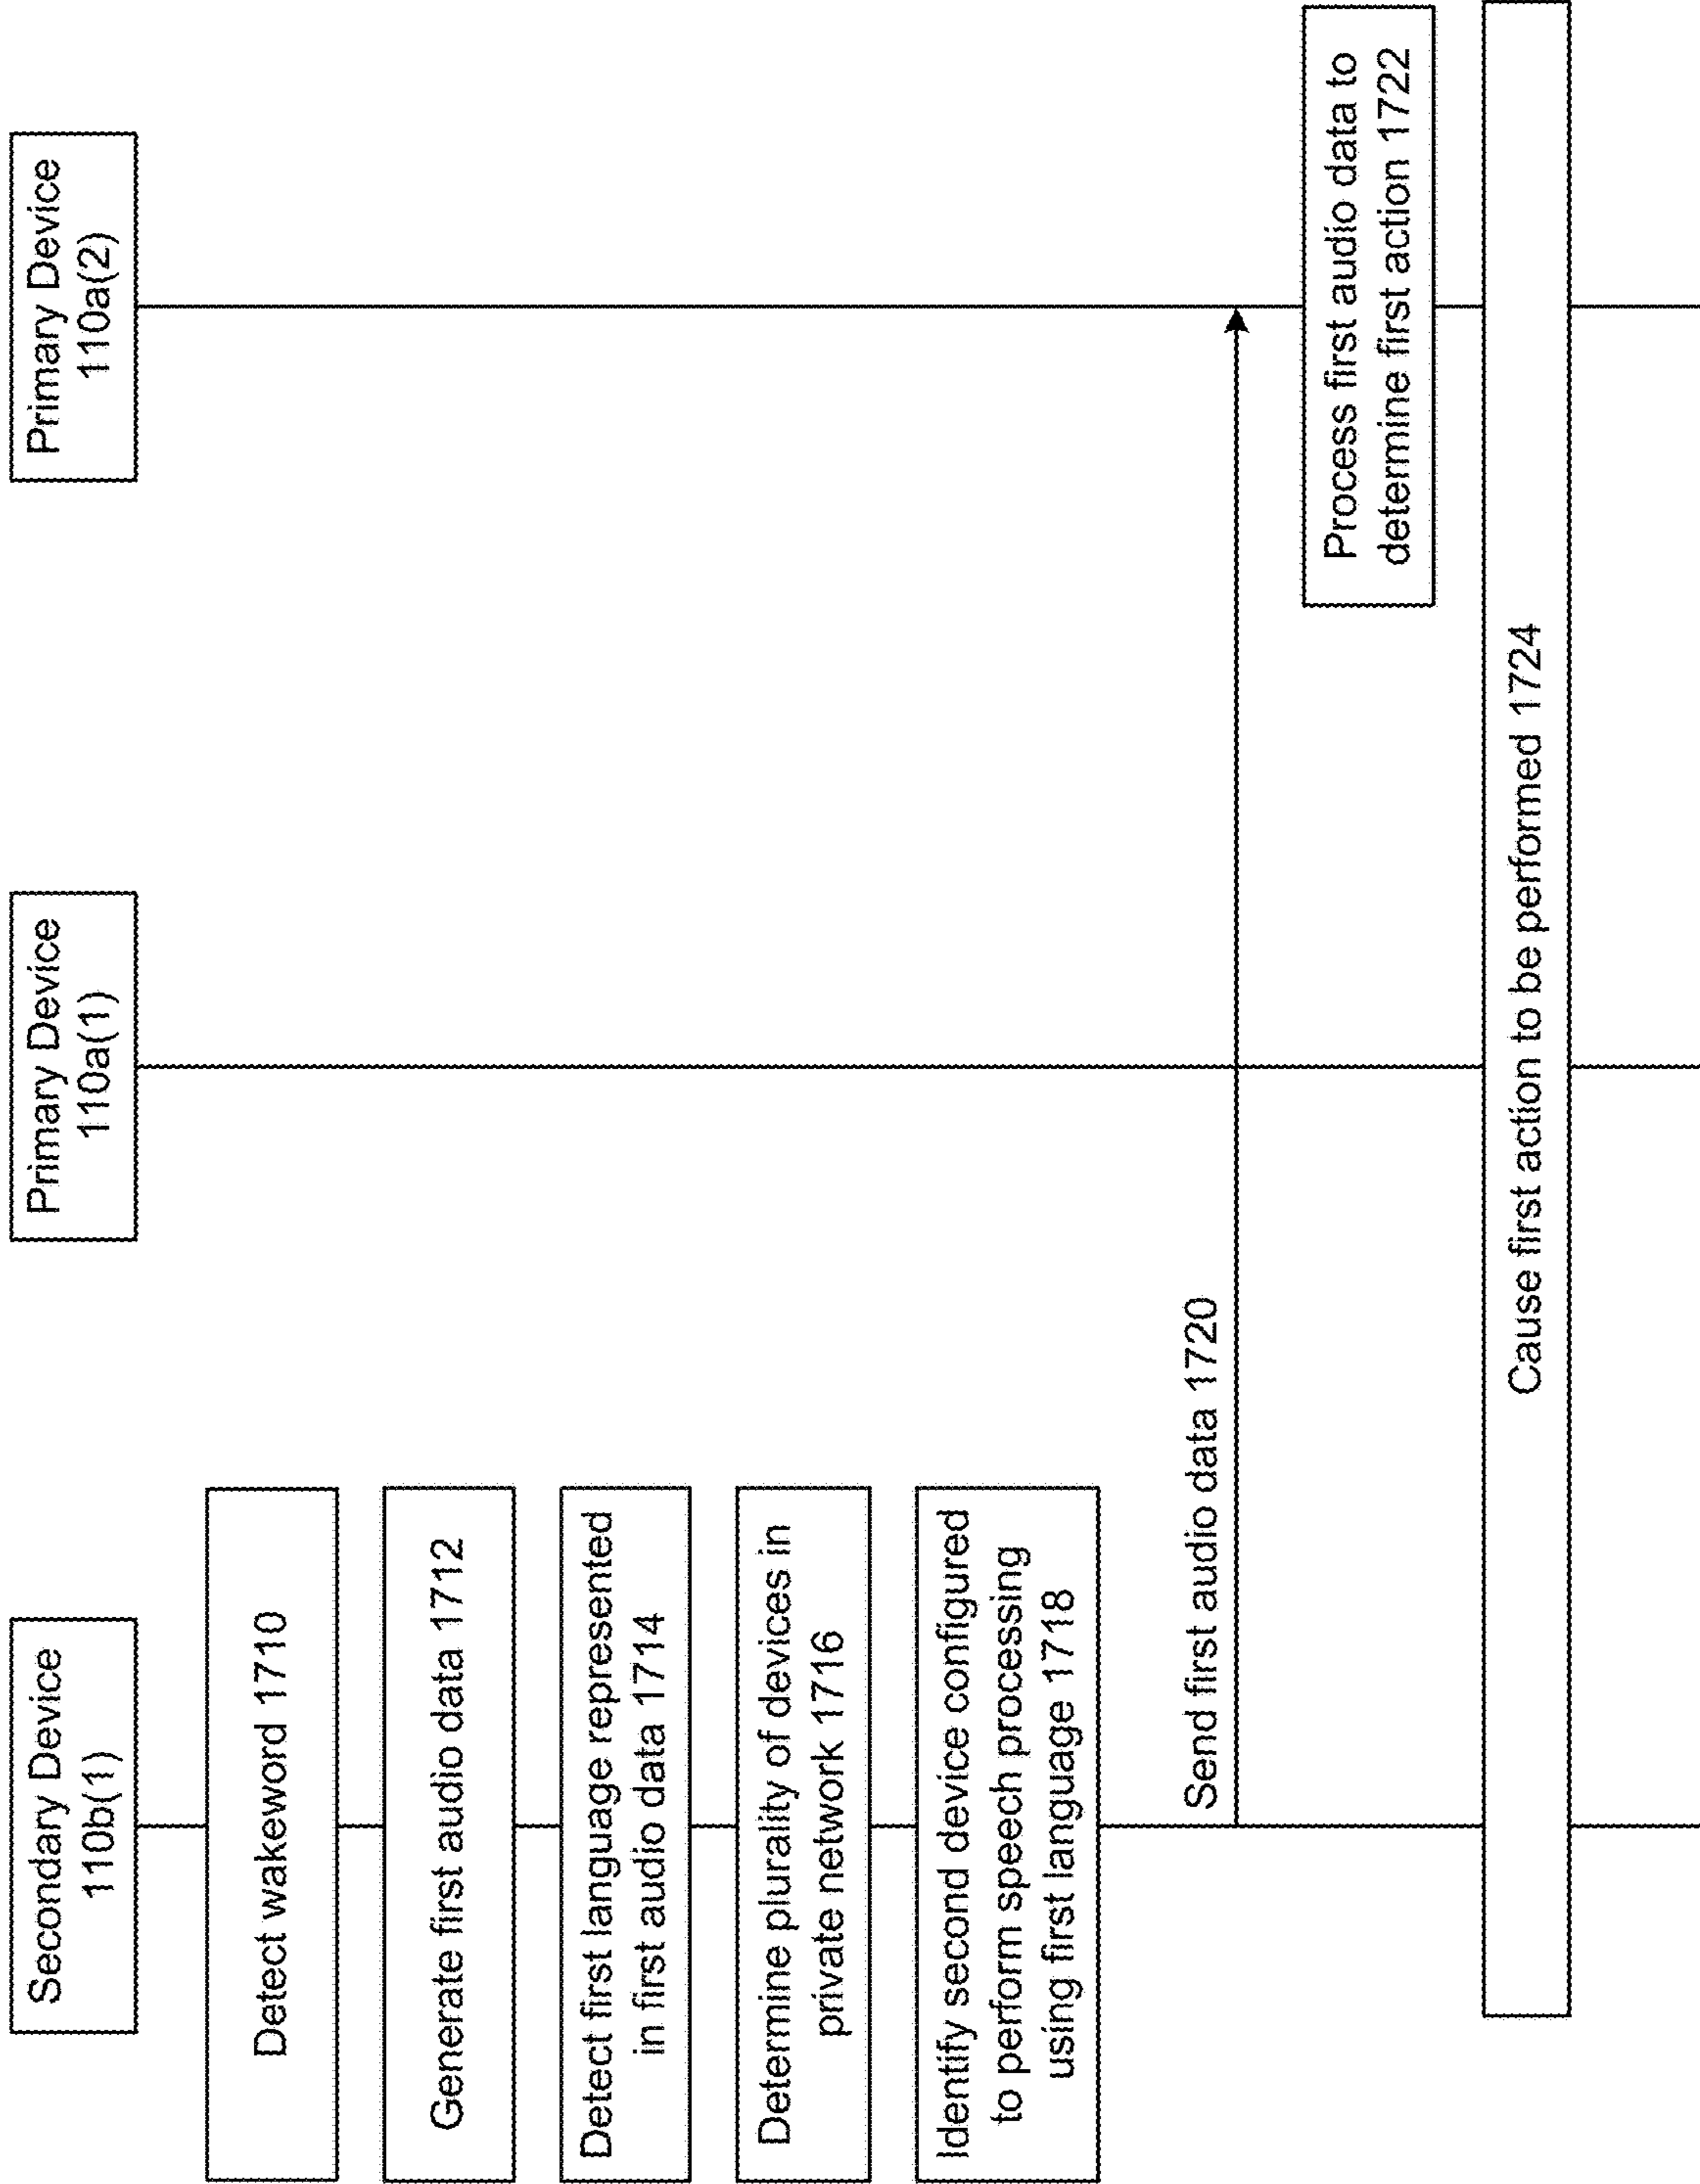 Secondary Device
110b(1)
Primary Device
110a(1)
Primary Device
110a(2)
Detect wakeword 1710
Generate first audio data 1712
Detect first language represented
in first audio data 1714
Determine plurality of devices in
private network 1716
Identify second device configured
to perform speech processing
using first language 1718
Send first audio data 1720
Process first audio data to
determine first action 1722
Cause first action to be performed 1724